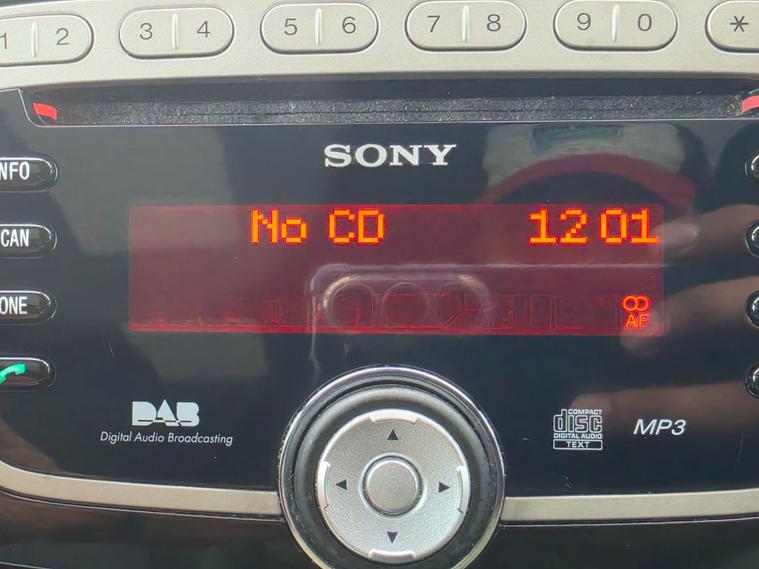 1 2 3 4 5 6 7 8 9 0 *
SONY
NFO
No CD 12 01
CAN
ONE
AF
DAB
Digital Audio Broadcasting
COMPACT
disc
DIGITAL AUDIO
TEXT
MP3